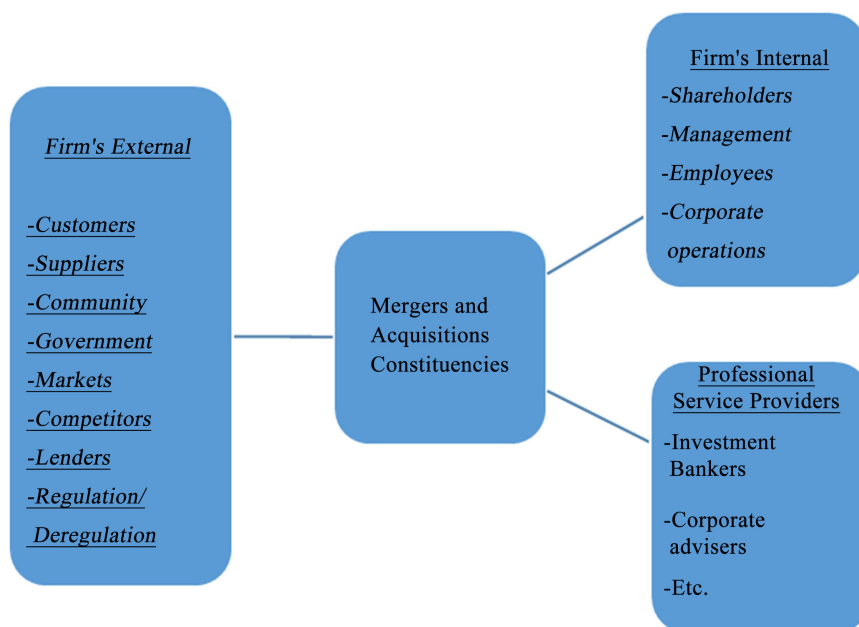 Firm's External
-Customers
-Suppliers
-Community
-Government
-Markets
-Competitors
-Lenders
-Regulation/
Deregulation
Mergers and
Acquisitions
Constituencies
Firm's Internal
-Shareholders
-Management
-Employees
-Corporate
operations
Professional
Service Providers
-Investment
Bankers
-Corporate
advisers
-Etc.